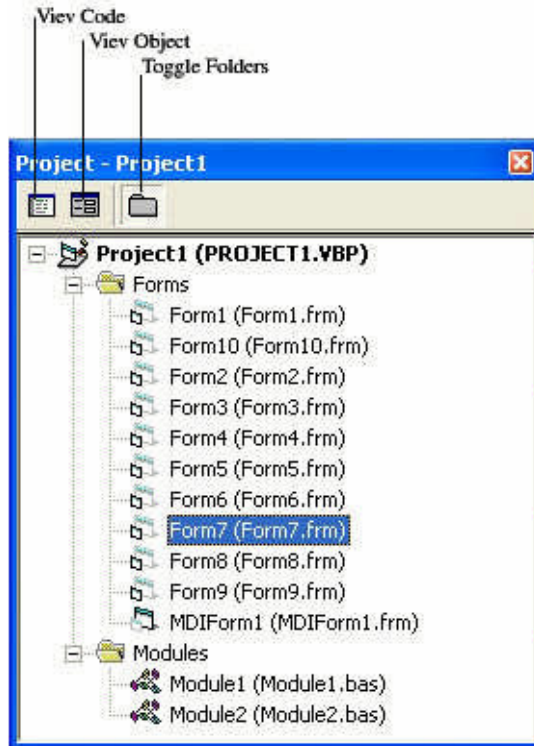 Viev Code
Viev Object
Toggle Folders
Project - Project1
Project1 (PROJECT1.VBP)
Forms
Form1 (Form1.frm)
Form10 (Form10.frm)
Form2 (Form2.frm)
Form3 (Form3.frm)
Form4 (Form4.frm)
Form5 (Form5.frm)
Form6 (Form6.frm)
Form7 (Form7.frm)
Form8 (Form8.frm)
Form9 (Form9.frm)
MDIForm1 (MDIForm1.frm)
Modules
Module1 (Module1.bas)
Module2 (Module2.bas)